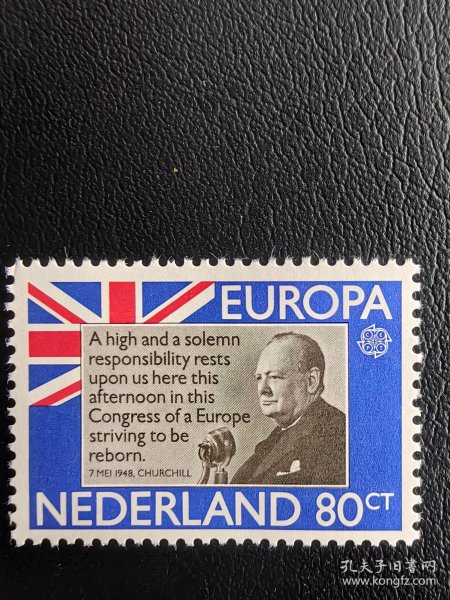 EUROPA
A high and a solemn
responsibility rests
upon us here this
afternoon in this
Congress of a Europe
striving to be
reborn.
7 MEI 1948, CHURCHILL
NEDERLAND 80CT
孔夫子旧书网
www.kongfz.com